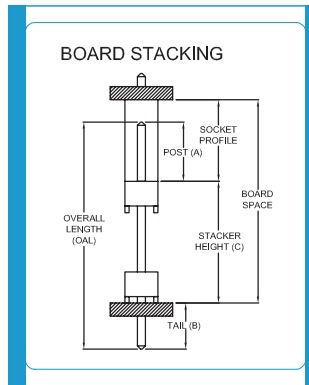 BOARD STACKING
SOCKET
PROFILE
POST (A)
BOARD
SPACE
OVERALL
LENGTH
(OAL)
STACKER
HEIGHT (C)
TAIL (B)